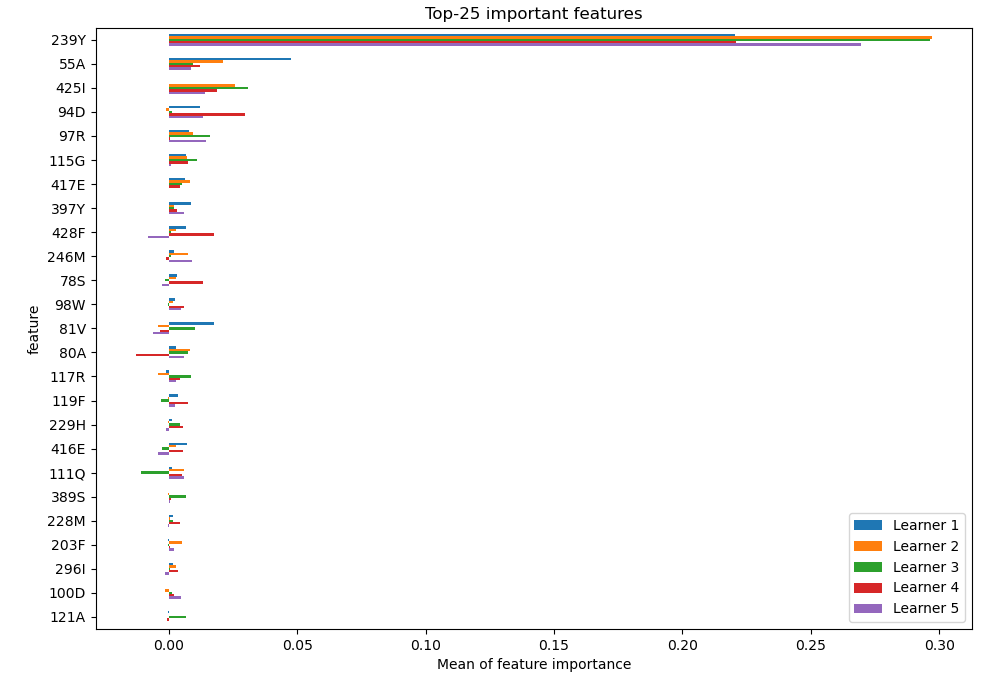 Top-25 important features
239Y
55A
425I
94D
97R
115G
417E
397Y
428F
246M
78S
98W
81V
80A
117R
119F
229H
416E
111Q
389S
228M
203F
296I
100D
121A
feature
0.00 0.05 0.10 0.15 0.20 0.25 0.30
Mean of feature importance
Learner 1
Learner 2
Learner 3
Learner 4
Learner 5